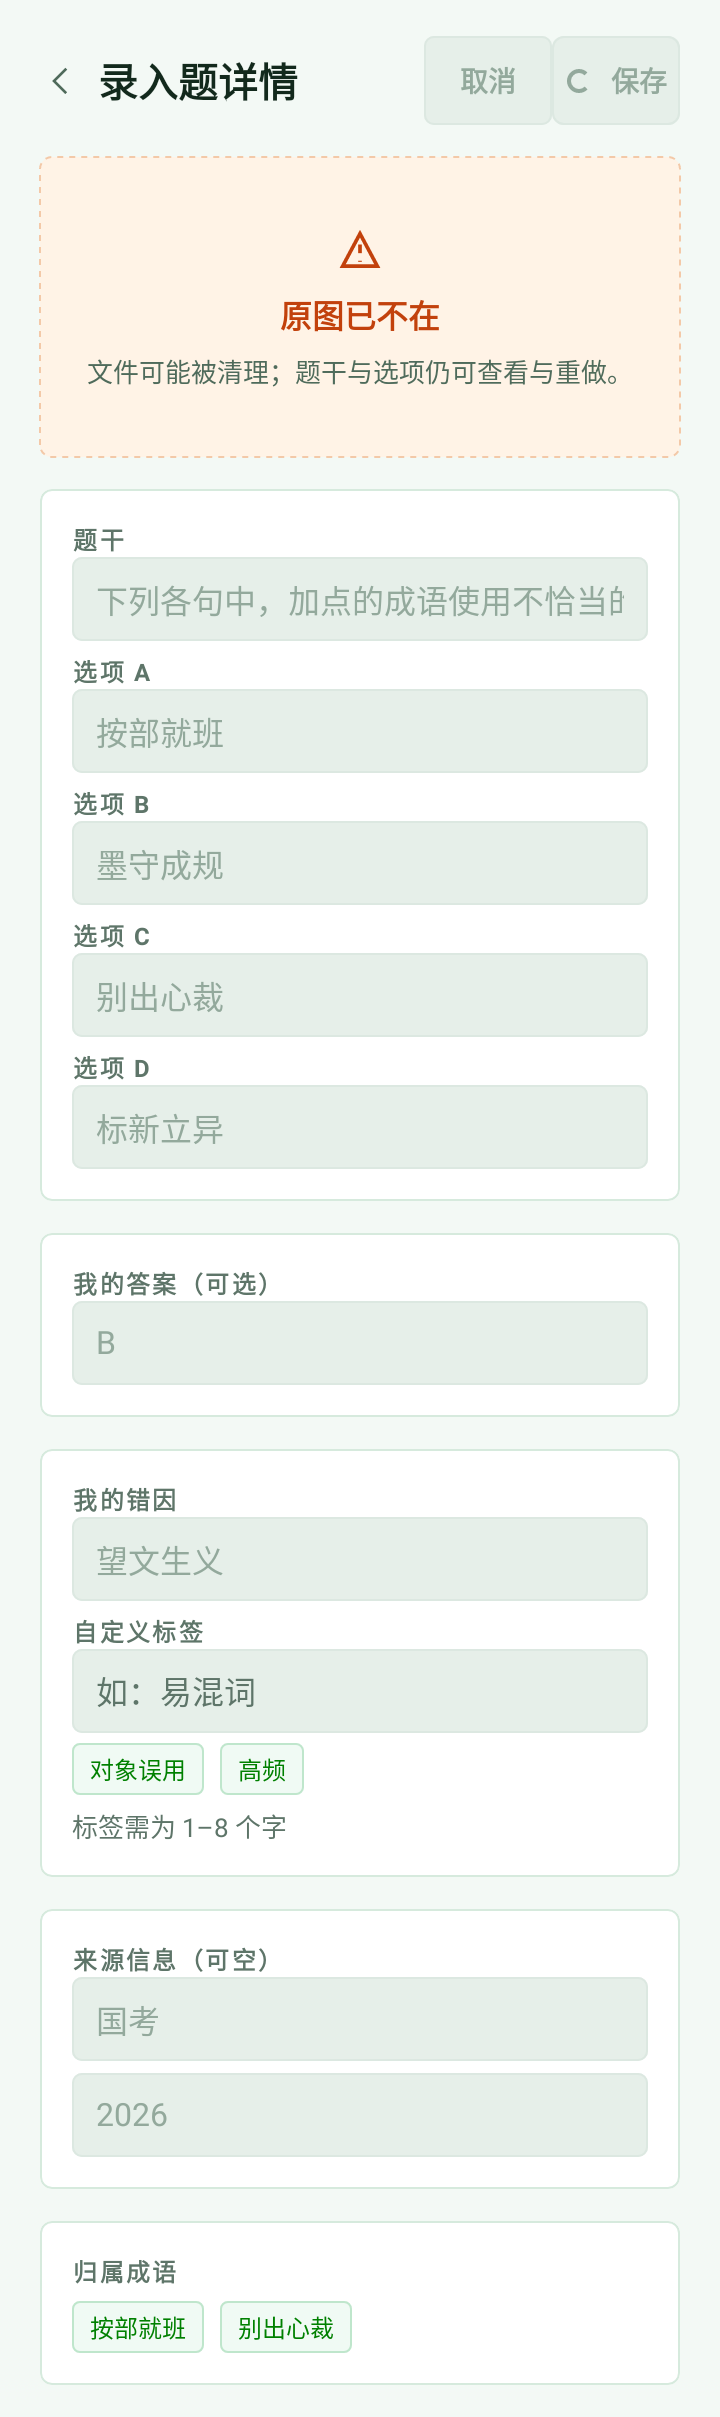 录入题详情
取消
保存
原图已不在
文件可能被清理；题干与选项仍可查看与重做。
题干
下列各句中，加点的成语使用不恰当的
选项 A
按部就班
选项 B
墨守成规
选项 C
别出心裁
选项 D
标新立异
我的答案（可选）
B
我的错因
望文生义
自定义标签
如：易混词
对象误用
高频
标签需为 1–8 个字
来源信息（可空）
国考
2026
归属成语
按部就班
别出心裁